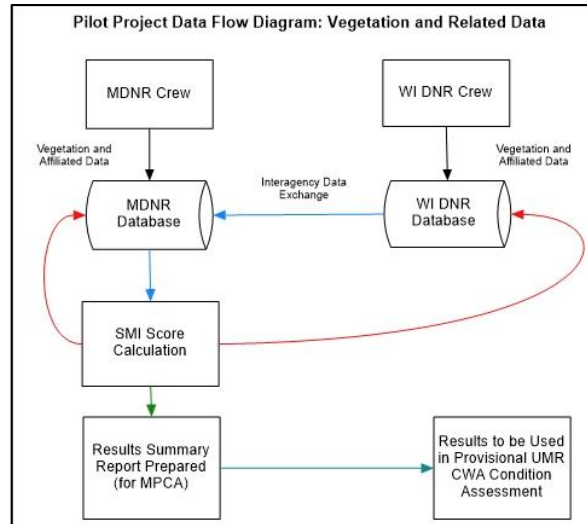 Pilot Project Data Flow Diagram: Vegetation and Related Data
MDNR Crew
WI DNR Crew
Vegetation and
Affiliated Data
Vegetation and
Affiliated Data
Interagency Data
Exchange
MDNR
Database
WI DNR
Database
SMI Score
Calculation
Results Summary
Report Prepared
(for MPCA)
Results to be Used
in Provisional UMR
CWA Condition
Assessment